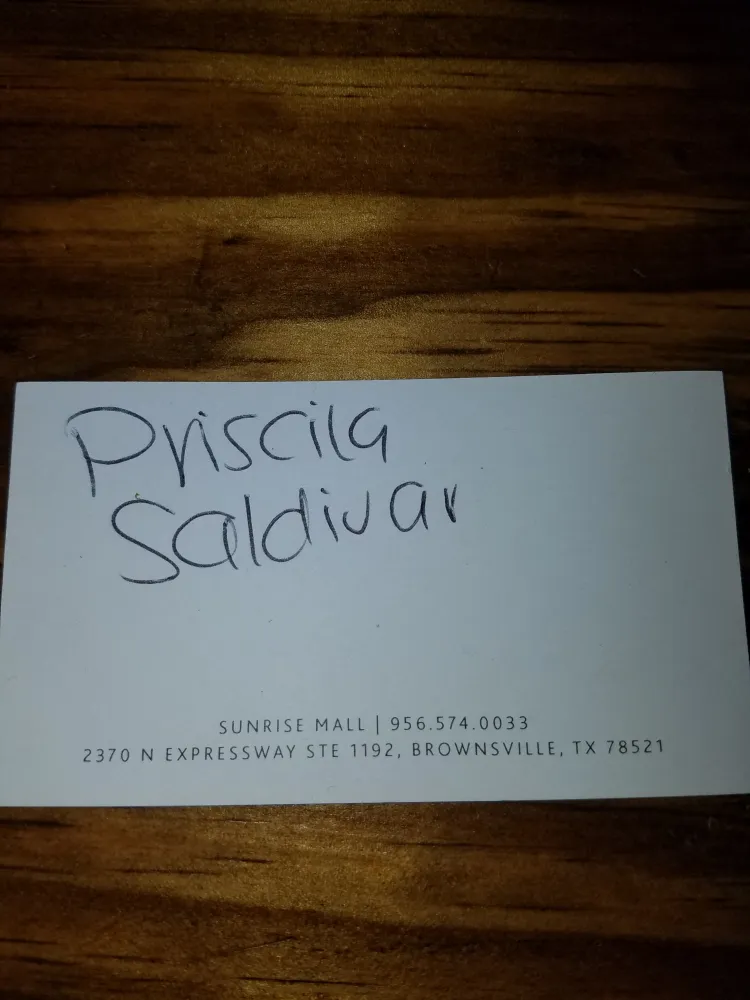 Priscila
Saldivar
SUNRISE MALL | 956.574.0033
2370 N EXPRESSWAY STE 1192, BROWNSVILLE, TX 78521